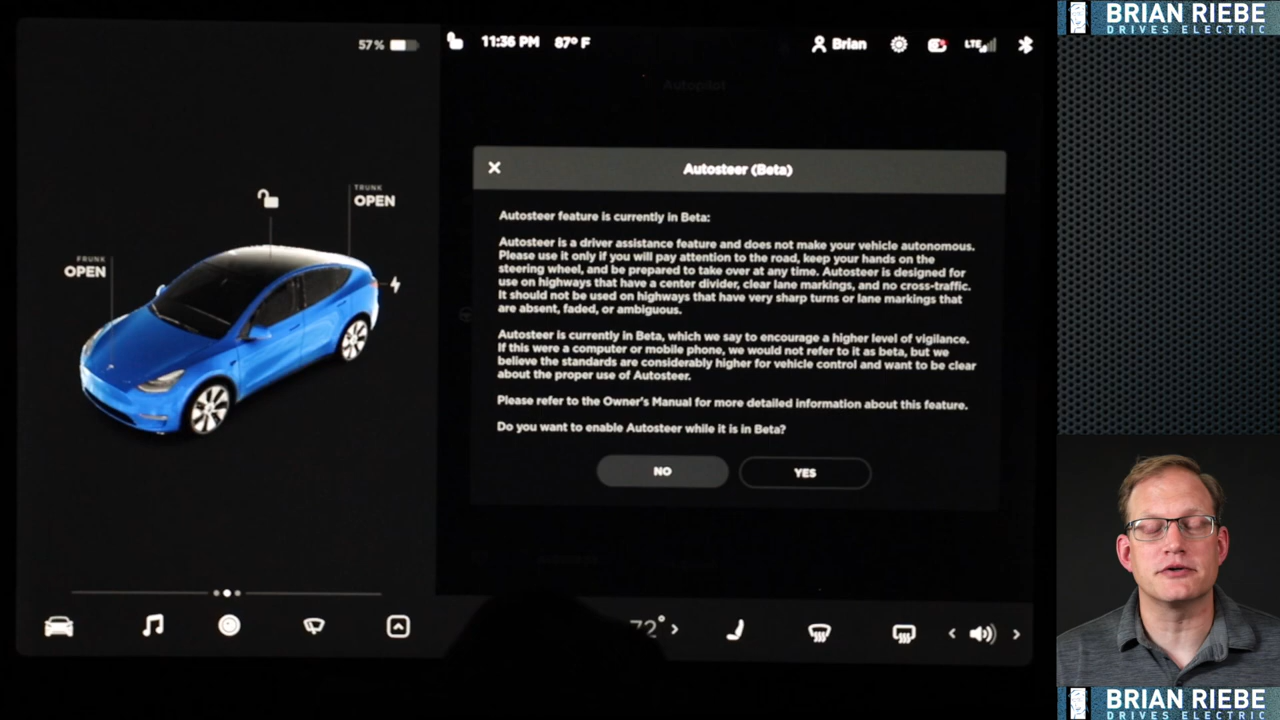 BRIAN RIEBE
DRIVES ELECTRIC
57%
11:36 PM
87° F
Brian
LTE
Autopilot
Autosteer (Beta)
Autosteer feature is currently in Beta:
Autosteer is a driver assistance feature and does not make your vehicle autonomous.
Please use it only if you will pay attention to the road, keep your hands on the
steering wheel, and be prepared to take over at any time. Autosteer is designed for
use on highways that have a center divider, clear lane markings, and no cross-traffic.
It should not be used on highways that have very sharp turns or lane markings that
are absent, faded, or ambiguous.
Autosteer is currently in Beta, which we say to encourage a higher level of vigilance.
If this were a computer or mobile phone, we would not refer to it as beta, but we
believe the standards are considerably higher for vehicle control and want to be clear
about the proper use of Autosteer.
Please refer to the Owner's Manual for more detailed information about this feature.
Do you want to enable Autosteer while it is in Beta?
NO
YES
TRUNK
OPEN
FRUNK
OPEN
72°
BRIAN RIEBE
DRIVES ELECTRIC